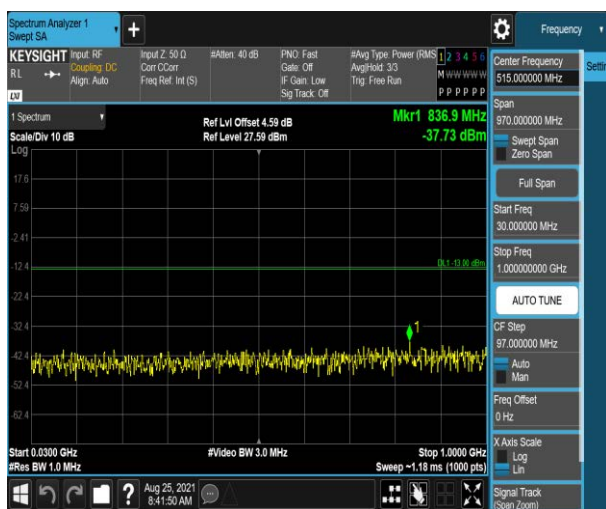 Spectrum Analyzer 1
Swept SA
+
Frequency
KEYSIGHT
Input: RF
Coupling: DC
Align: Auto
RL
LXI
Input Z: 50 Ω
Corr CCorr
Freq Ref: Int (S)
#Atten: 40 dB
PNO: Fast
Gate: Off
IF Gain: Low
Sig Track: Off
#Avg Type: Power (RMS
Avg|Hold: 3/3
Trig: Free Run
1 2 3 4 5 6
M W W W W W
P P P P P P
1 Spectrum
Scale/Div 10 dB
Log
Ref Lvl Offset 4.59 dB
Ref Level 27.59 dBm
Mkr1 836.9 MHz
-37.73 dBm
17.6
7.59
-2.41
-12.4
-22.4
-32.4
-42.4
-52.4
-62.4
DL1 -13.00 dBm
1
Start 0.0300 GHz
#Res BW 1.0 MHz
#Video BW 3.0 MHz
Stop 1.0000 GHz
Sweep ~1.18 ms (1000 pts)
?
Aug 25, 2021
8:41:50 AM
Center Frequency
515.000000 MHz
Settin
Span
970.000000 MHz
Swept Span
Zero Span
Full Span
Start Freq
30.000000 MHz
Stop Freq
1.000000000 GHz
AUTO TUNE
CF Step
97.000000 MHz
Auto
Man
Freq Offset
0 Hz
X Axis Scale
Log
Lin
Signal Track
(Span Zoom)